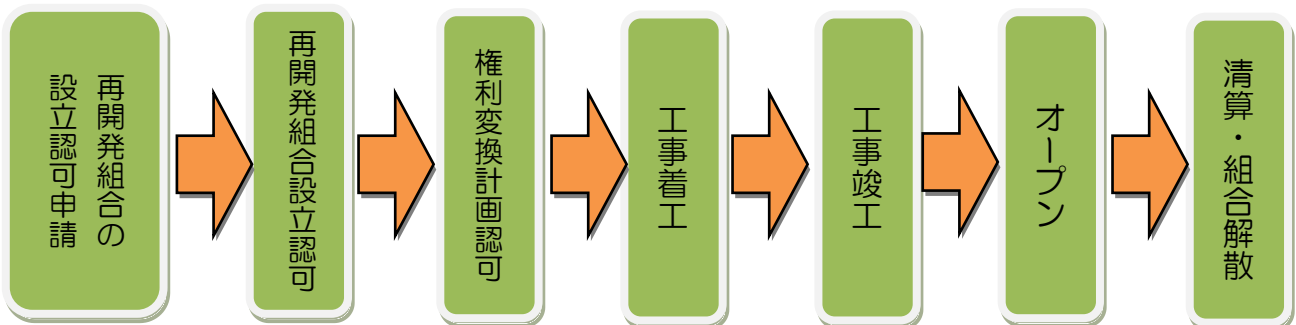 再開発組合の
設立認可申請
再開発組合設立認可
権利変換計画認可
工事着工
工事竣工
オープン
清算・組合解散